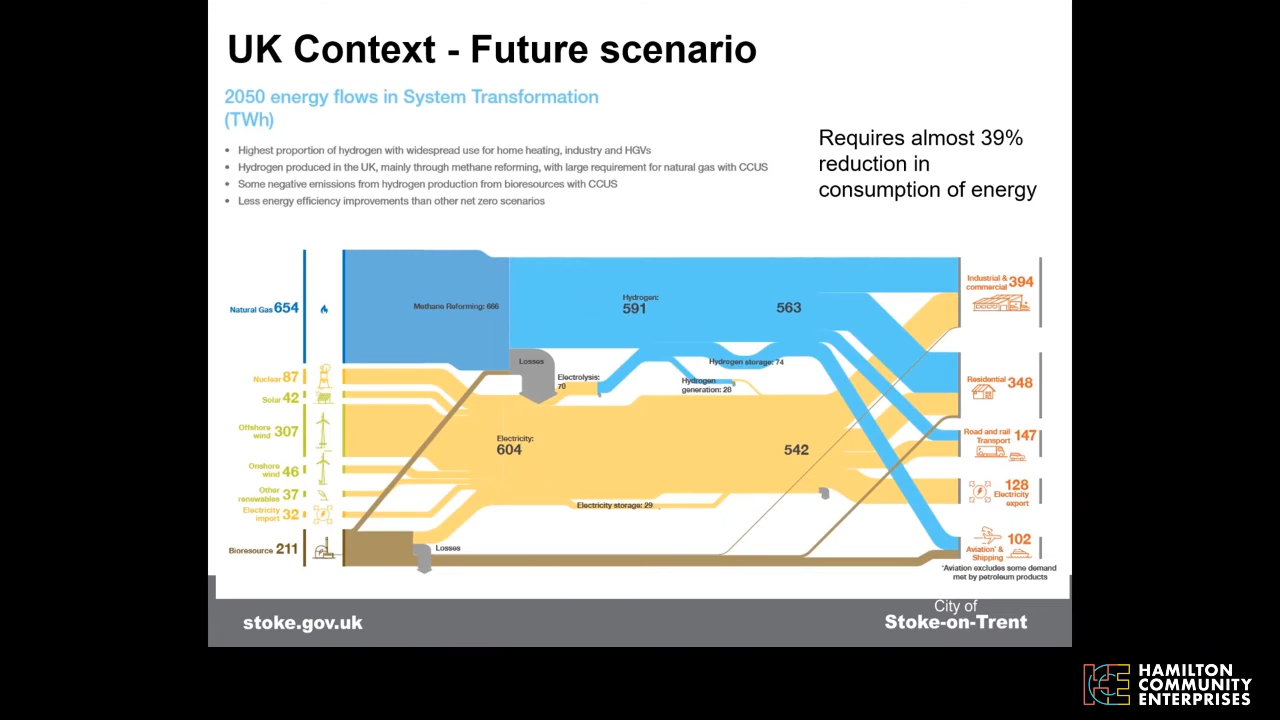 UK Context - Future scenario
2050 energy flows in System Transformation
(TWh)
• Highest proportion of hydrogen with widespread use for home heating, industry and HGVs
• Hydrogen produced in the UK, mainly through methane reforming, with large requirement for natural gas with CCUS
• Some negative emissions from hydrogen production from bioresources with CCUS
• Less energy efficiency improvements than other net zero scenarios
Requires almost 39%
reduction in
consumption of energy
Natural Gas 654
Nuclear 87
Solar 42
Offshore
wind 307
Onshore
wind 46
Other
renewables 37
Electricity
import 32
Bioresource 211
Methane Reforming: 666
Losses
Hydrogen:
591
563
Electrolysis:
70
Hydrogen storage: 74
Hydrogen
generation: 28
Electricity:
604
542
Electricity storage: 29
Losses
Industrial &
commercial 394
Residential 348
Road and rail
Transport 147
128
Electricity
export
102
Aviation* &
Shipping
*Aviation excludes some demand
met by petroleum products
stoke.gov.uk
City of
Stoke-on-Trent
HCE
HAMILTON
COMMUNITY
ENTERPRISES